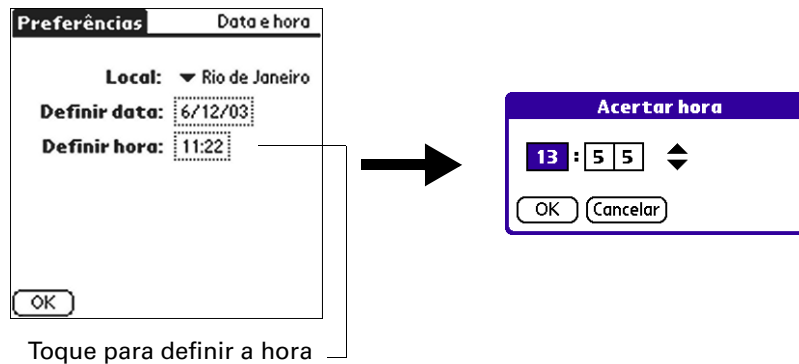 Preferências Data e hora
Local: Rio de Janeiro
Definir data: 6/12/03
Definir hora: 11:22
OK
Toque para definir a hora
Acertar hora
13 : 5 5
OK Cancelar